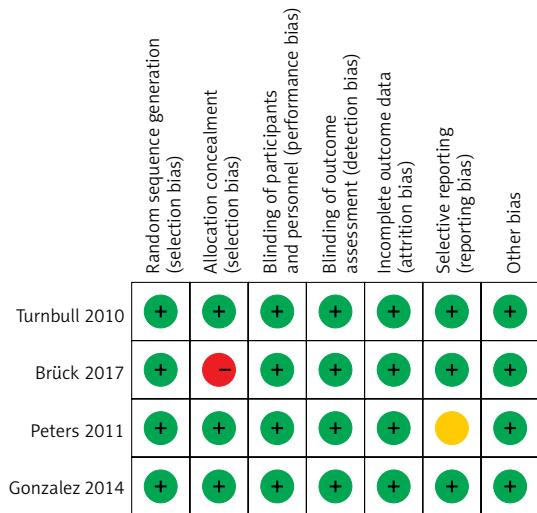 Random sequence generation
(selection bias)
Allocation concealment
(selection bias)
Blinding of participants
and personnel (performance bias)
Blinding of outcome
assessment (detection bias)
Incomplete outcome data
(attrition bias)
Selective reporting
(reporting bias)
Other bias
Turnbull 2010 + + + + + + +
Brück 2017 + – + + + + +
Peters 2011 + + + + + +
Gonzalez 2014 + + + + + + +